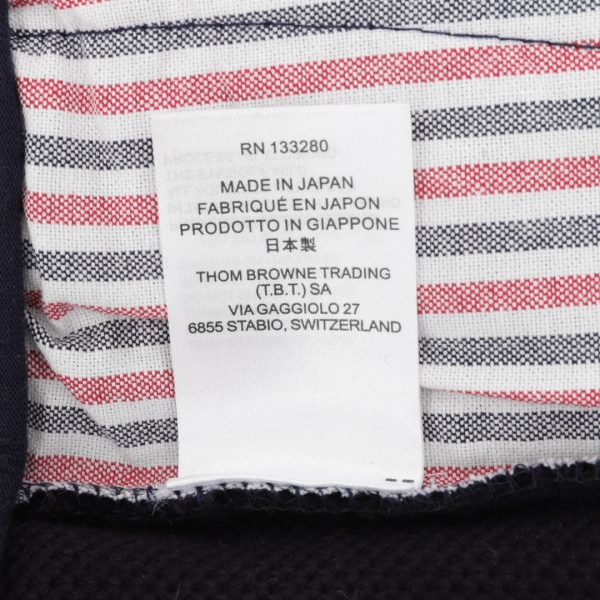 RN 133280
MADE IN JAPAN
FABRIQUÉ EN JAPON
PRODOTTO IN GIAPPONE
日本製
THOM BROWNE TRADING
(T.B.T.) SA
VIA GAGGIOLO 27
6855 STABIO, SWITZERLAND